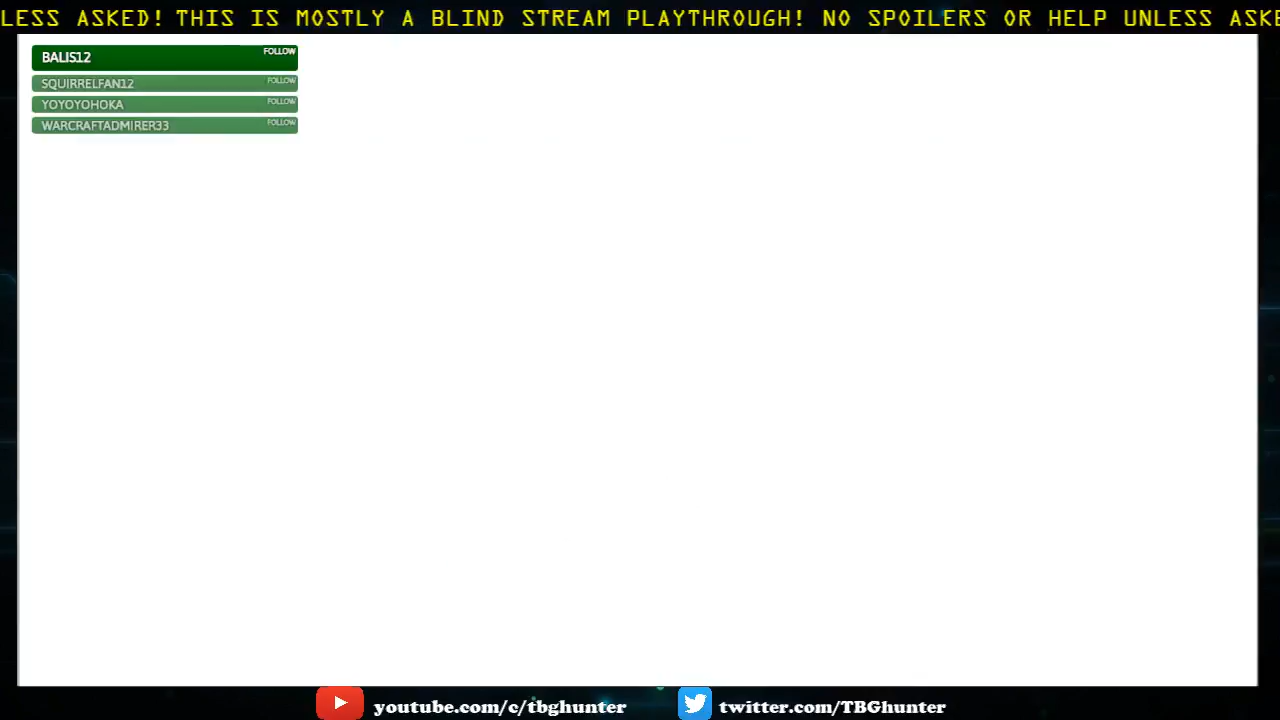 LESS ASKED! THIS IS MOSTLY A BLIND STREAM PLAYTHROUGH! NO SPOILERS OR HELP UNLESS ASKE
BALIS12 FOLLOW
SQUIRRELFAN12 FOLLOW
YOYOYOHOKA FOLLOW
WARCRAFTADMIRER33 FOLLOW
youtube.com/c/tbghunter twitter.com/TBGhunter